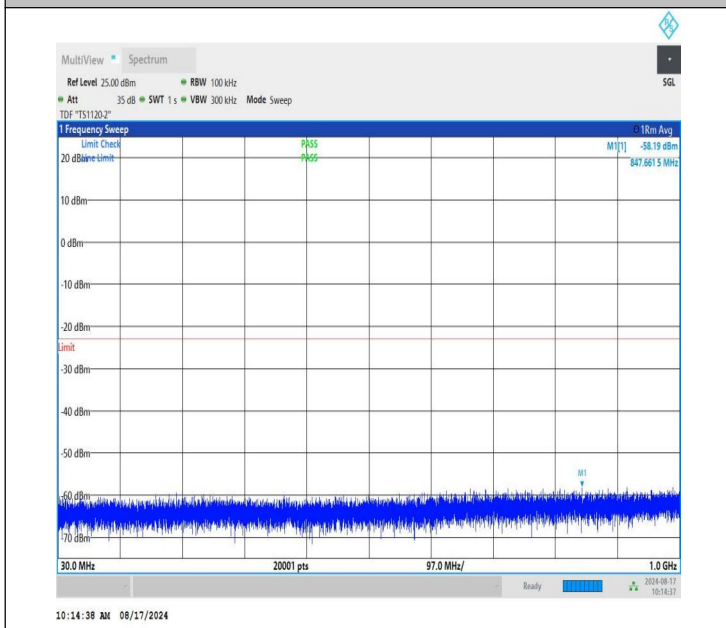 MultiView Spectrum
Ref Level 25.00 dBm RBW 100 kHz SGL
Att 35 dB SWT 1 s VBW 300 kHz Mode Sweep
TDF "TS1120-2"
1 Frequency Sweep 1Rm Avg
Limit Check PASS M1[1] -58.19 dBm
20 dBm Line Limit PASS 847.661 5 MHz
10 dBm
0 dBm
-10 dBm
-20 dBm
Limit
-30 dBm
-40 dBm
-50 dBm
M1
-60 dBm
-70 dBm
30.0 MHz 20001 pts 97.0 MHz/ 1.0 GHz
Ready 2024-08-17
10:14:37
10:14:38 AM 08/17/2024